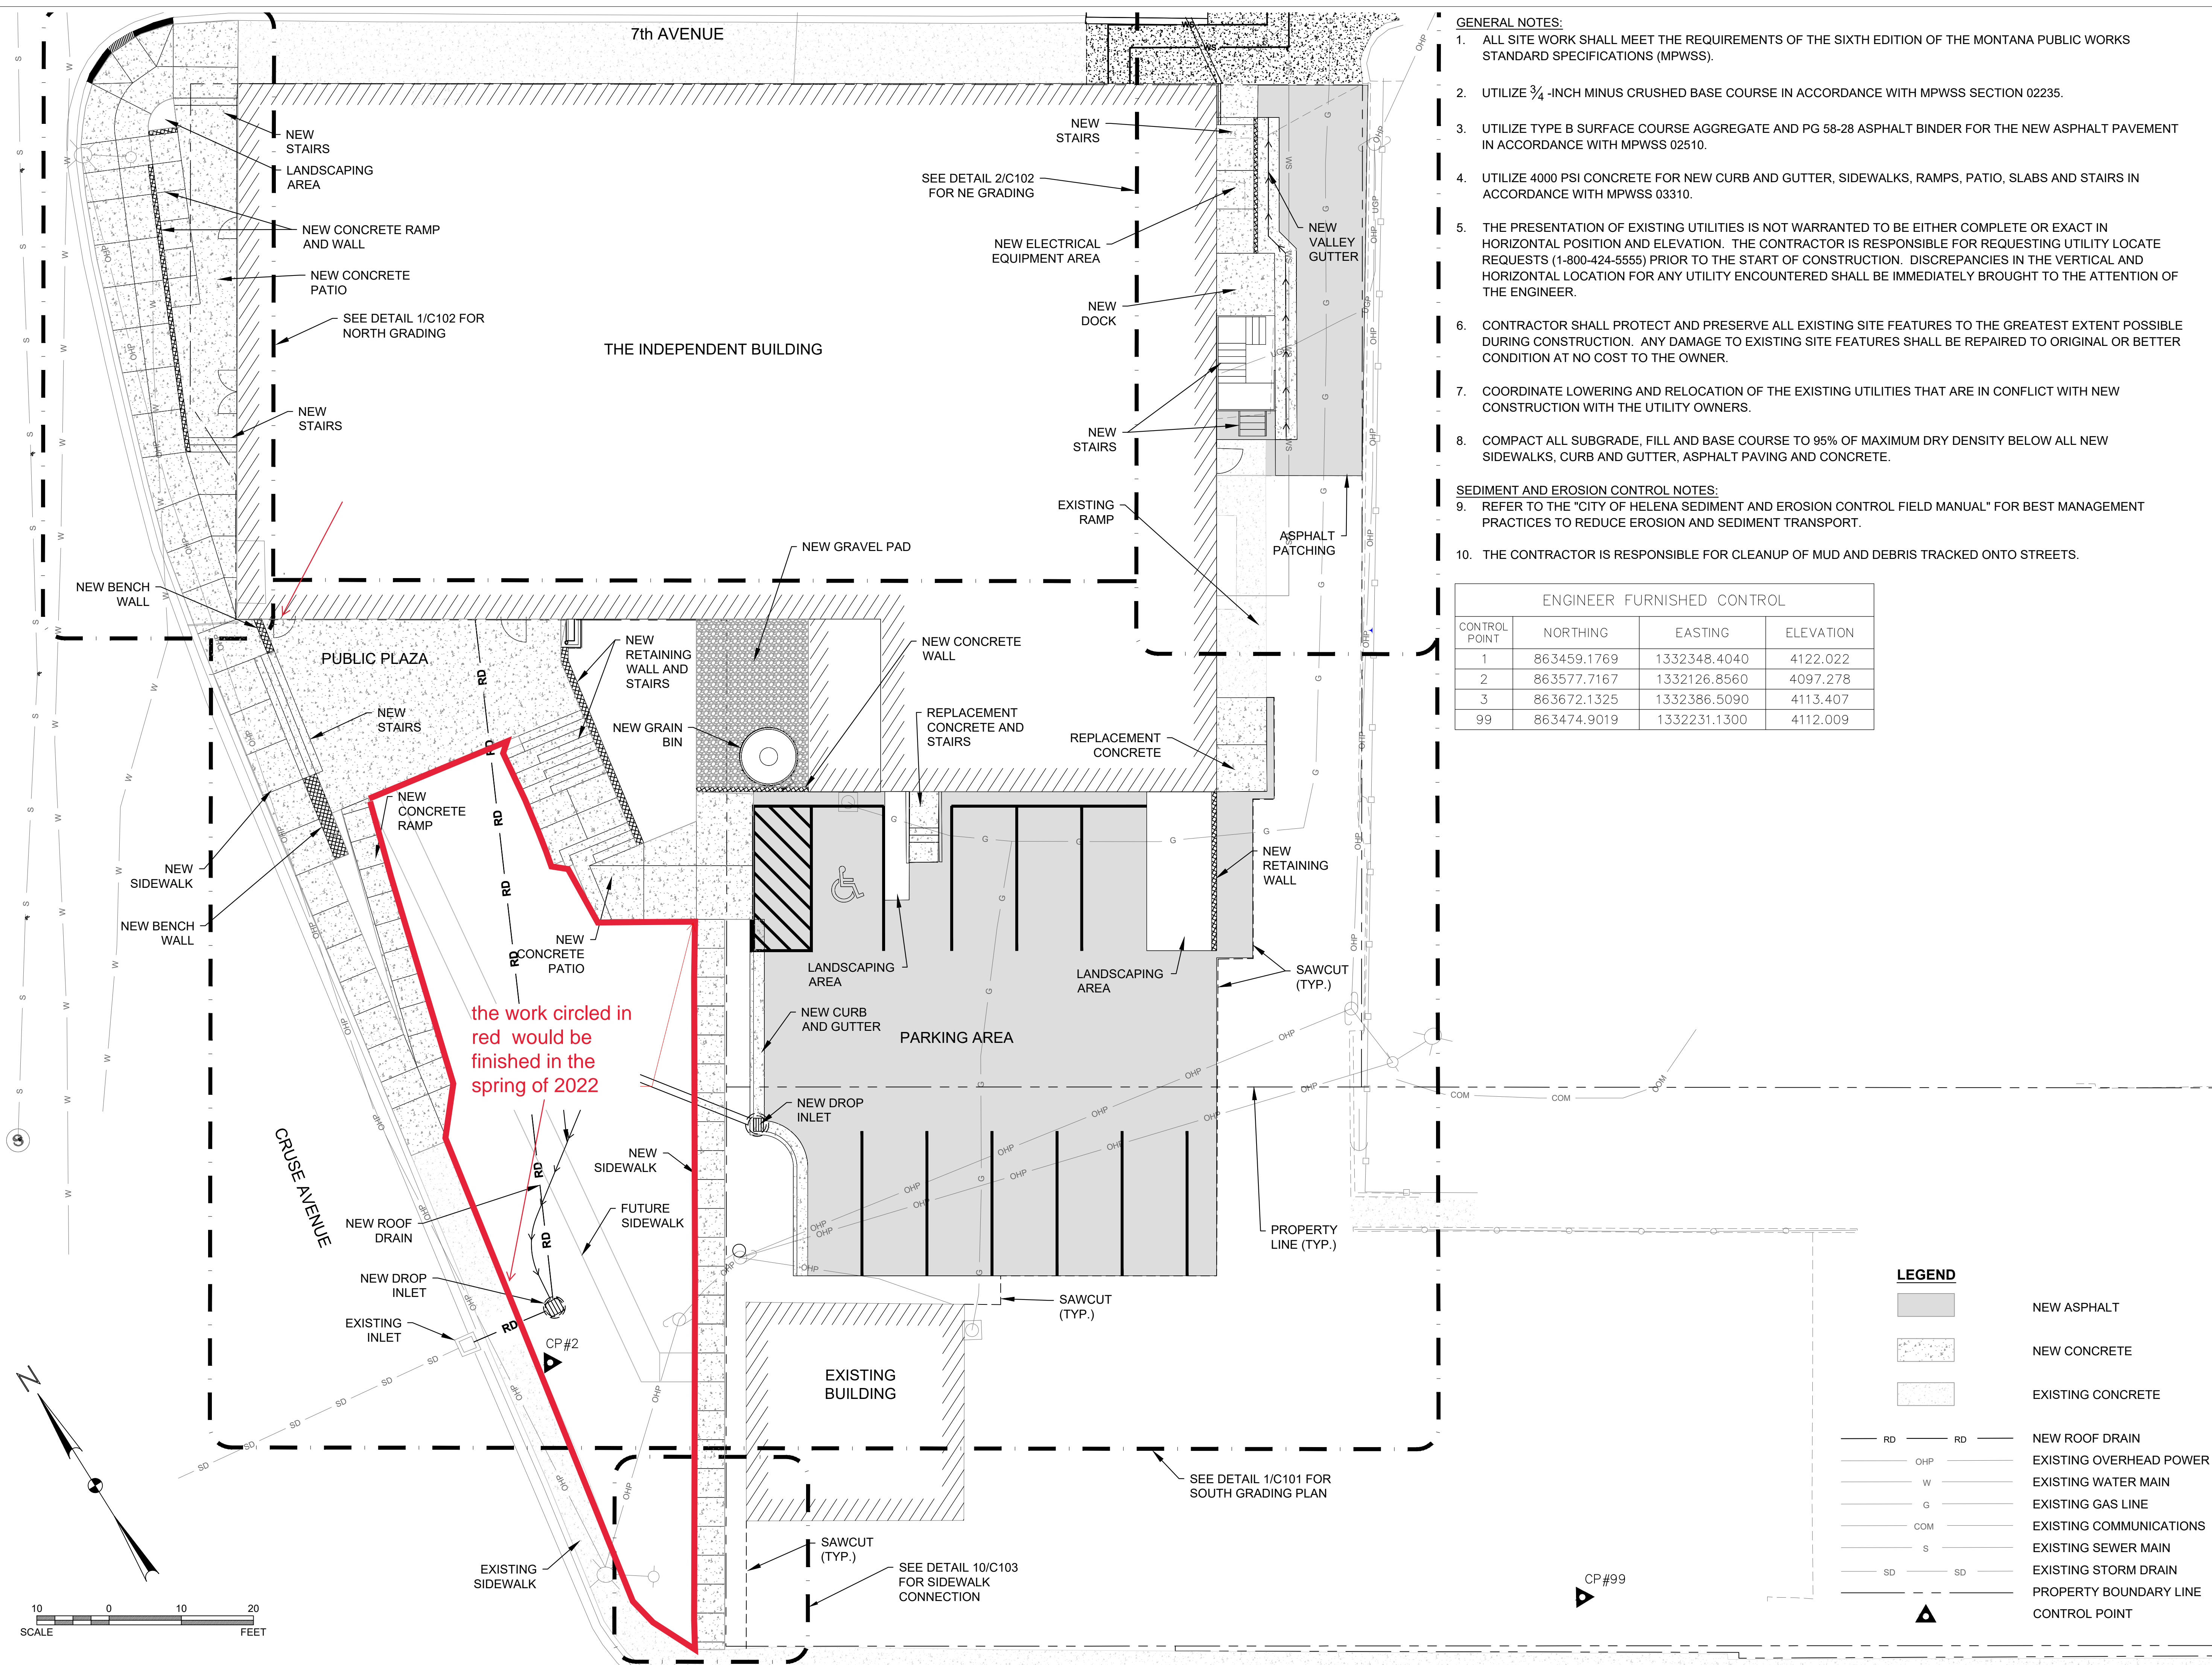 7th AVENUE
NEW
STAIRS
LANDSCAPING
AREA
NEW CONCRETE RAMP
AND WALL
NEW CONCRETE
PATIO
SEE DETAIL 1/C102 FOR
NORTH GRADING
NEW
STAIRS
THE INDEPENDENT BUILDING
NEW
STAIRS
SEE DETAIL 2/C102
FOR NE GRADING
NEW ELECTRICAL
EQUIPMENT AREA
NEW
DOCK
NEW
STAIRS
NEW
VALLEY
GUTTER
EXISTING
RAMP
ASPHALT
PATCHING
NEW BENCH
WALL
PUBLIC PLAZA
NEW
STAIRS
NEW
RETAINING
WALL AND
STAIRS
NEW GRAVEL PAD
NEW GRAIN
BIN
NEW CONCRETE
WALL
REPLACEMENT
CONCRETE AND
STAIRS
REPLACEMENT
CONCRETE
NEW
CONCRETE
RAMP
NEW
SIDEWALK
NEW BENCH
WALL
NEW
CONCRETE
PATIO
LANDSCAPING
AREA
LANDSCAPING
AREA
NEW
RETAINING
WALL
SAWCUT
(TYP.)
the work circled in
red would be
finished in the
spring of 2022
NEW CURB
AND GUTTER
PARKING AREA
NEW DROP
INLET
CRUSE AVENUE
NEW
SIDEWALK
FUTURE
SIDEWALK
NEW ROOF
DRAIN
NEW DROP
INLET
EXISTING
INLET
CP#2
PROPERTY
LINE (TYP.)
SAWCUT
(TYP.)
EXISTING
BUILDING
SEE DETAIL 1/C101 FOR
SOUTH GRADING PLAN
SAWCUT
(TYP.)
SEE DETAIL 10/C103
FOR SIDEWALK
CONNECTION
EXISTING
SIDEWALK
CP#99
N
10 0 10 20
SCALE FEET
GENERAL NOTES:
1. ALL SITE WORK SHALL MEET THE REQUIREMENTS OF THE SIXTH EDITION OF THE MONTANA PUBLIC WORKS
STANDARD SPECIFICATIONS (MPWSS).
2. UTILIZE 3/4 -INCH MINUS CRUSHED BASE COURSE IN ACCORDANCE WITH MPWSS SECTION 02235.
3. UTILIZE TYPE B SURFACE COURSE AGGREGATE AND PG 58-28 ASPHALT BINDER FOR THE NEW ASPHALT PAVEMENT
IN ACCORDANCE WITH MPWSS 02510.
4. UTILIZE 4000 PSI CONCRETE FOR NEW CURB AND GUTTER, SIDEWALKS, RAMPS, PATIO, SLABS AND STAIRS IN
ACCORDANCE WITH MPWSS 03310.
5. THE PRESENTATION OF EXISTING UTILITIES IS NOT WARRANTED TO BE EITHER COMPLETE OR EXACT IN
HORIZONTAL POSITION AND ELEVATION. THE CONTRACTOR IS RESPONSIBLE FOR REQUESTING UTILITY LOCATE
REQUESTS (1-800-424-5555) PRIOR TO THE START OF CONSTRUCTION. DISCREPANCIES IN THE VERTICAL AND
HORIZONTAL LOCATION FOR ANY UTILITY ENCOUNTERED SHALL BE IMMEDIATELY BROUGHT TO THE ATTENTION OF
THE ENGINEER.
6. CONTRACTOR SHALL PROTECT AND PRESERVE ALL EXISTING SITE FEATURES TO THE GREATEST EXTENT POSSIBLE
DURING CONSTRUCTION. ANY DAMAGE TO EXISTING SITE FEATURES SHALL BE REPAIRED TO ORIGINAL OR BETTER
CONDITION AT NO COST TO THE OWNER.
7. COORDINATE LOWERING AND RELOCATION OF THE EXISTING UTILITIES THAT ARE IN CONFLICT WITH NEW
CONSTRUCTION WITH THE UTILITY OWNERS.
8. COMPACT ALL SUBGRADE, FILL AND BASE COURSE TO 95% OF MAXIMUM DRY DENSITY BELOW ALL NEW
SIDEWALKS, CURB AND GUTTER, ASPHALT PAVING AND CONCRETE.
SEDIMENT AND EROSION CONTROL NOTES:
9. REFER TO THE "CITY OF HELENA SEDIMENT AND EROSION CONTROL FIELD MANUAL" FOR BEST MANAGEMENT
PRACTICES TO REDUCE EROSION AND SEDIMENT TRANSPORT.
10. THE CONTRACTOR IS RESPONSIBLE FOR CLEANUP OF MUD AND DEBRIS TRACKED ONTO STREETS.
ENGINEER FURNISHED CONTROL
CONTROL POINT NORTHING EASTING ELEVATION
1 863459.1769 1332348.4040 4122.022
2 863577.7167 1332126.8560 4097.278
3 863672.1325 1332386.5090 4113.407
99 863474.9019 1332231.1300 4112.009
LEGEND
NEW ASPHALT
NEW CONCRETE
EXISTING CONCRETE
RD RD NEW ROOF DRAIN
OHP EXISTING OVERHEAD POWER
W EXISTING WATER MAIN
G EXISTING GAS LINE
COM EXISTING COMMUNICATIONS
S EXISTING SEWER MAIN
SD SD EXISTING STORM DRAIN
PROPERTY BOUNDARY LINE
CONTROL POINT